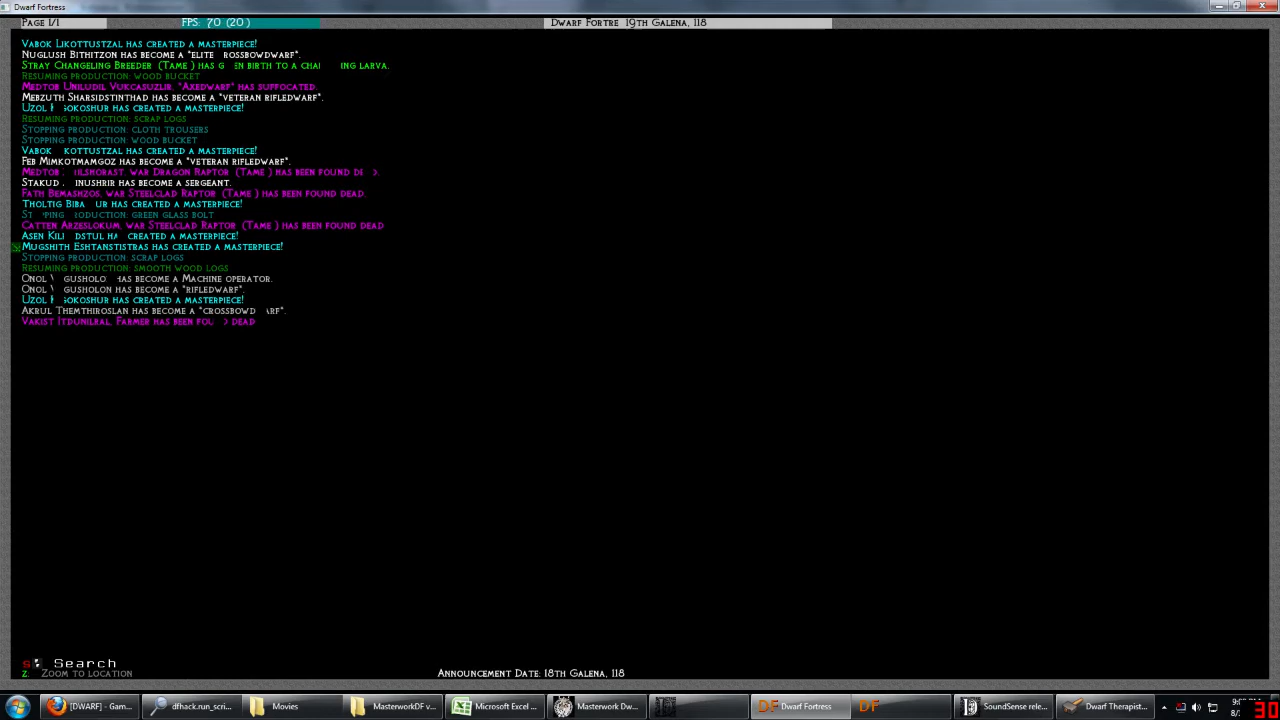 Dwarf Fortress
Page 1/1 FPS: 70 (20) Dwarf Fortre 19th Galena, 118
Vabok Likottustzal has created a masterpiece!
Nuglush Bithitzon has become a "elite rossbowdwarf".
Stray Changeling Breeder (Tame) has g en birth to a cha ing larva.
Resuming production: wood bucket
Medtob Uniludil Vukcasuzlir, "Axedwarf" has suffocated.
Mebzuth Sharsidstinthad has become a "veteran rifledwarf".
Uzol okoshur has created a masterpiece!
Resuming production: scrap logs
Stopping production: cloth trousers
Stopping production: wood bucket
Vabok kottustzal has created a masterpiece!
Feb Mimkotmamgoz has become a "veteran rifledwarf".
Medtob ulshorast, war Dragon Raptor (Tame) has been found de
Stakud inushrir has become a sergeant.
Fath Bemashzos, war Steelclad Raptor (Tame) has been found dead.
Tholtig Biba ur has created a masterpiece!
St pping roduction: green glass bolt
Catten Arzeslokum, war Steelclad Raptor (Tame) has been found dead
Asen Kili dstul ha created a masterpiece!
Mugshith Eshtanstistras has created a masterpiece!
Stopping production: scrap logs
Resuming production: smooth wood logs
Onol gusholo has become a Machine operator.
Onol gusholon has become a "rifledwarf".
Uzol okoshur has created a masterpiece!
Akrul Themthiroslan has become a "crossbowd arf".
Vakist Itdunilral, Farmer has been fou dead
s Search
z: Zoom to location Announcement Date: 18th Galena, 118
[DWARF] - Gam... dfhack.run_scri... Movies MasterworkDF v... Microsoft Excel ... Masterwork Dw... DF Dwarf Fortress DF SoundSense rele... Dwarf Therapist... 30